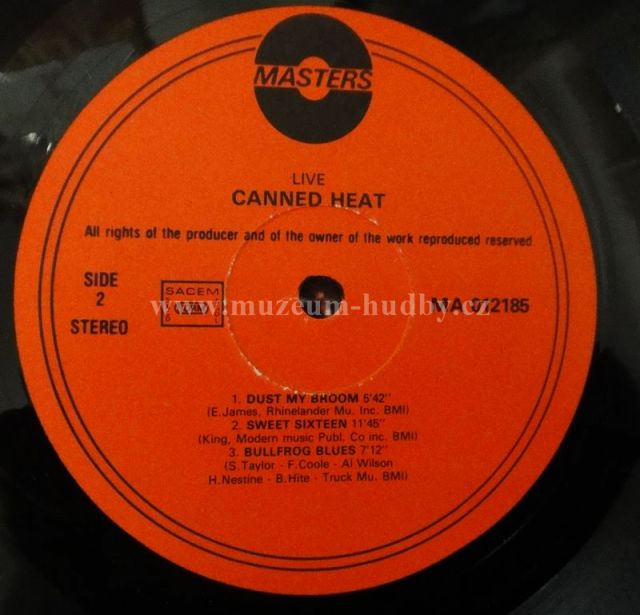 MASTERS
LIVE
CANNED HEAT
All rights of the producer and of the owner of the work reproduced reserved
SIDE
2
STEREO
SACEM
www.muzeum-hudby.cz
MA 012185
1. DUST MY BROOM 5'42"
(E. James, Rhinelander Mu. Inc. BMI)
2. SWEET SIXTEEN 11'45"
(King, Modern music Publ. Co inc. BMI)
3. BULLFROG BLUES 7'12"
(S. Taylor - F. Coole - Al Wilson
H. Nestine - B. Hite - Truck Mu. BMI)